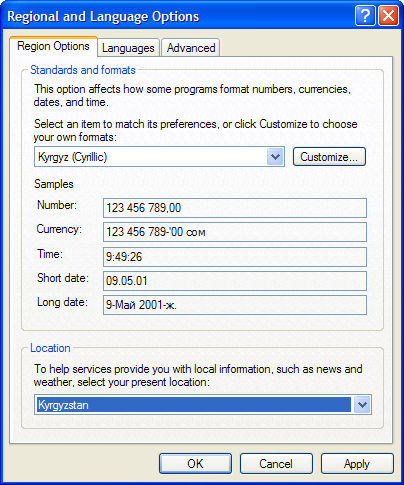 Regional and Language Options
Region Options Languages Advanced
Standards and formats
This option affects how some programs format numbers, currencies,
dates, and time.
Select an item to match its preferences, or click Customize to choose
your own formats:
Kyrgyz (Cyrillic) Customize...
Samples
Number: 123 456 789,00
Currency: 123 456 789-'00 сом
Time: 9:49:26
Short date: 09.05.01
Long date: 9-Май 2001-ж.
Location
To help services provide you with local information, such as news and
weather, select your present location:
Kyrgyzstan
OK Cancel Apply